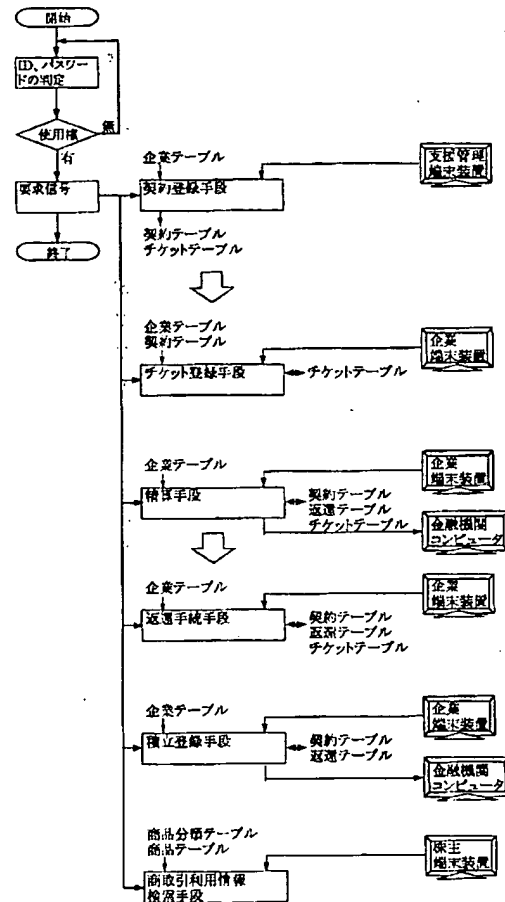 開始
ID、パスワー
ドの判定
使用権
無
有
要求信号
終了
企業テーブル
契約登録手段
支援管理
端末装置
契約テーブル
チケットテーブル
企業テーブル
契約テーブル
チケット登録手段
チケットテーブル
企業
端末装置
企業テーブル
精算手段
契約テーブル
返還テーブル
チケットテーブル
企業
端末装置
金融機関
コンピュータ
企業テーブル
返還手続手段
契約テーブル
返還テーブル
チケットテーブル
企業
端末装置
企業テーブル
積立登録手段
契約テーブル
返還テーブル
企業
端末装置
金融機関
コンピュータ
商品分類テーブル
商品テーブル
商取引利用情報
検索手段
株主
端末装置